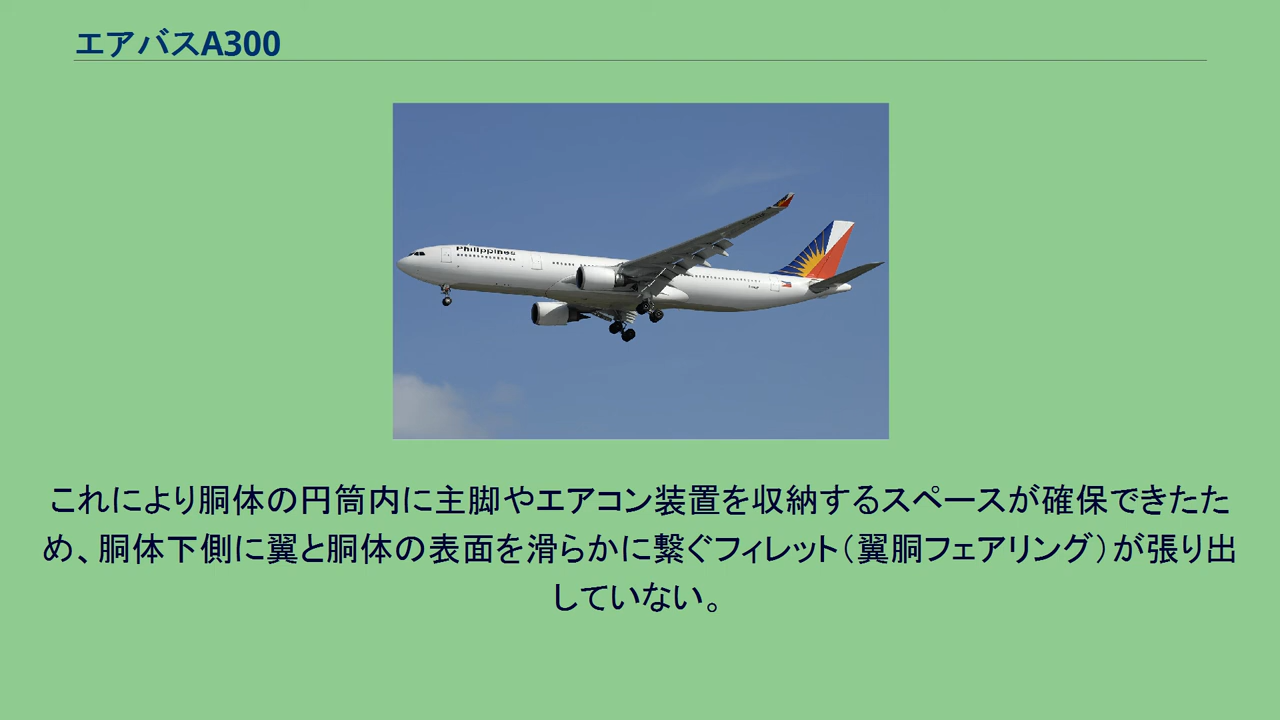 エアバスA300
Philippines
これにより胴体の円筒内に主脚やエアコン装置を収納するスペースが確保できたた
め、胴体下側に翼と胴体の表面を滑らかに繋ぐフィレット（翼胴フェアリング）が張り出
していない。